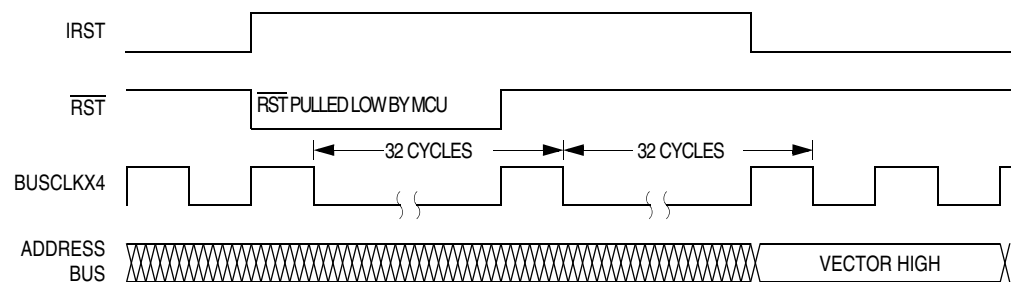 IRST
RST
RST PULLED LOW BY MCU
32 CYCLES
32 CYCLES
BUSCLKX4
ADDRESS
BUS
VECTOR HIGH